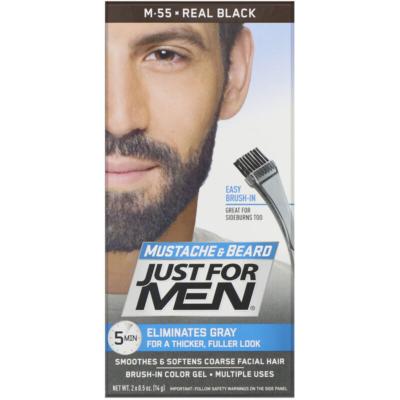 M-55 • REAL BLACK
EASY
BRUSH-IN
GREAT FOR
SIDEBURNS TOO
MUSTACHE & BEARD
JUST FOR
MEN®
5 MIN
ELIMINATES GRAY
FOR A THICKER, FULLER LOOK
SMOOTHES & SOFTENS COARSE FACIAL HAIR
BRUSH-IN COLOR GEL • MULTIPLE USES
NET WT. 2 x 0.5 oz. (14g) IMPORTANT: FOLLOW SAFETY WARNINGS ON THE SIDE PANEL